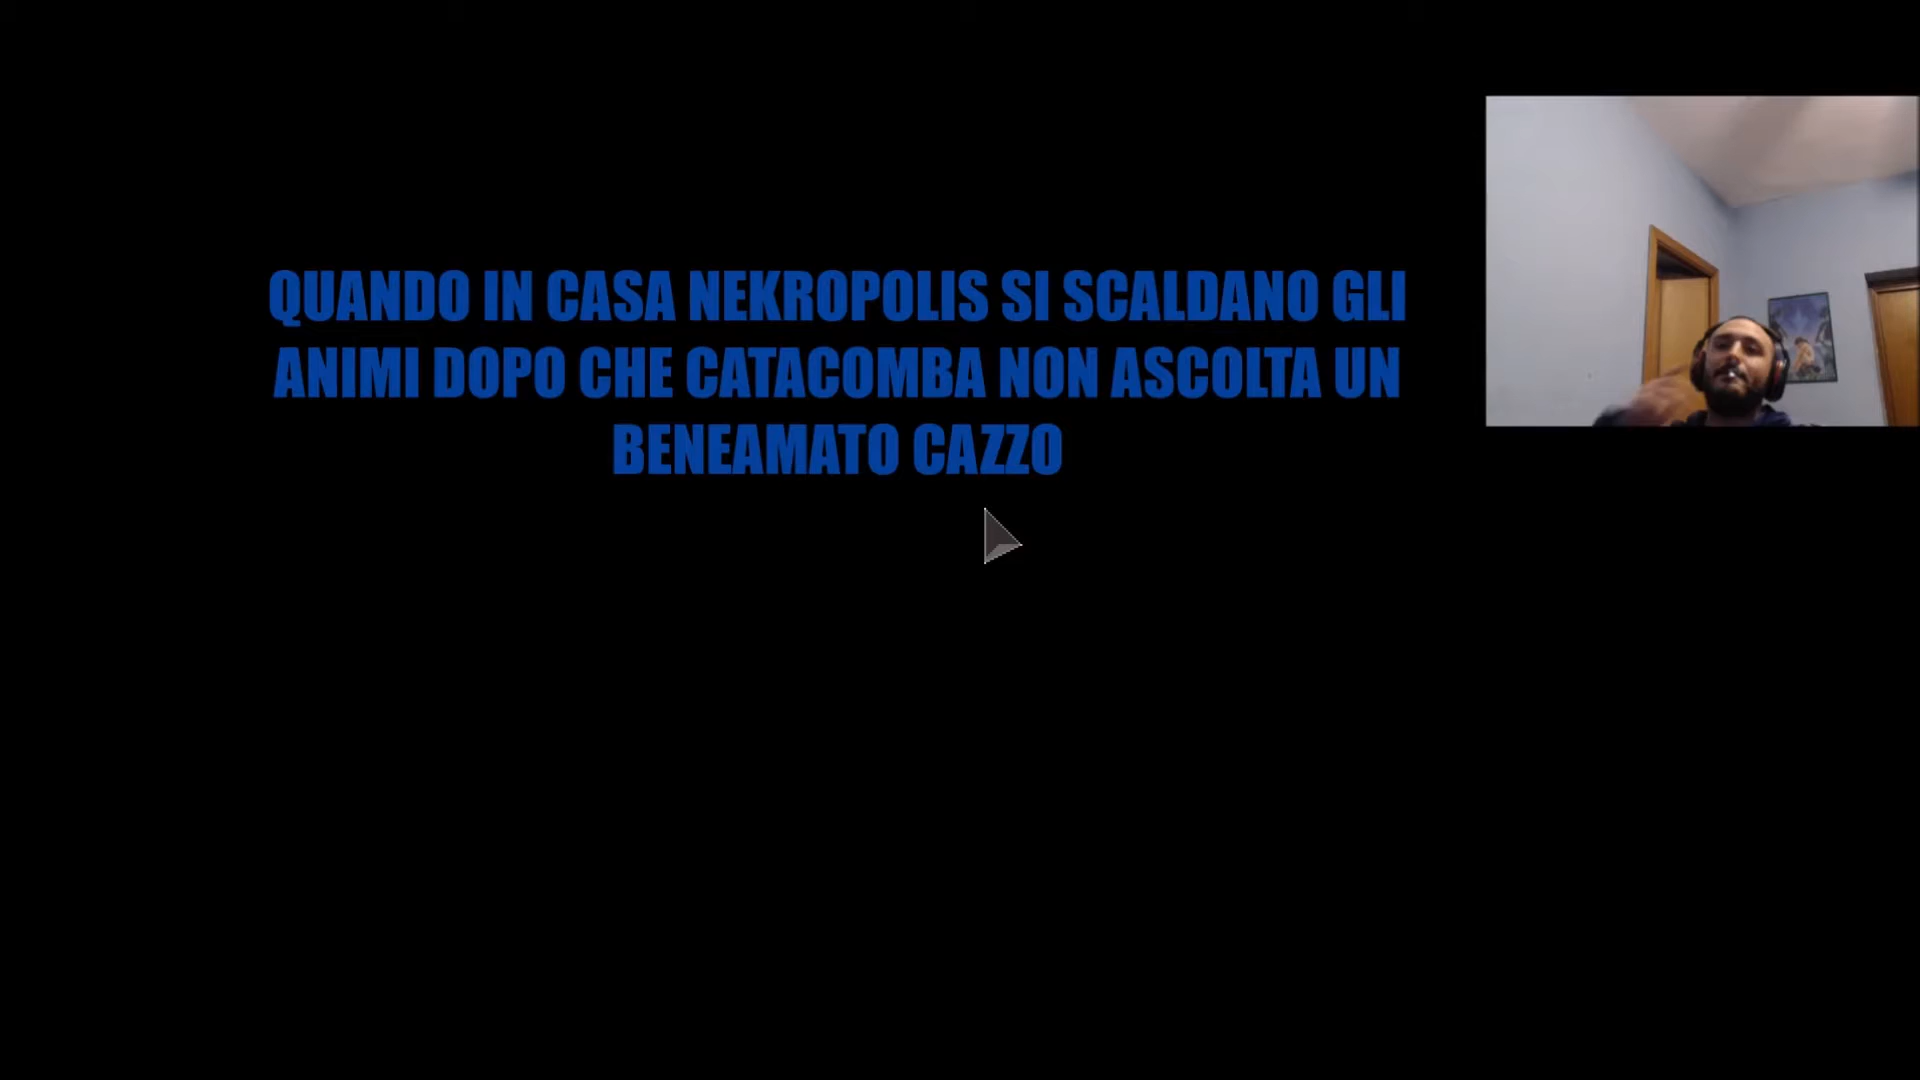 QUANDO IN CASA NEKROPOLIS SI SCALDANO GLI
ANIMI DOPO CHE CATACOMBA NON ASCOLTA UN
BENEAMATO CAZZO